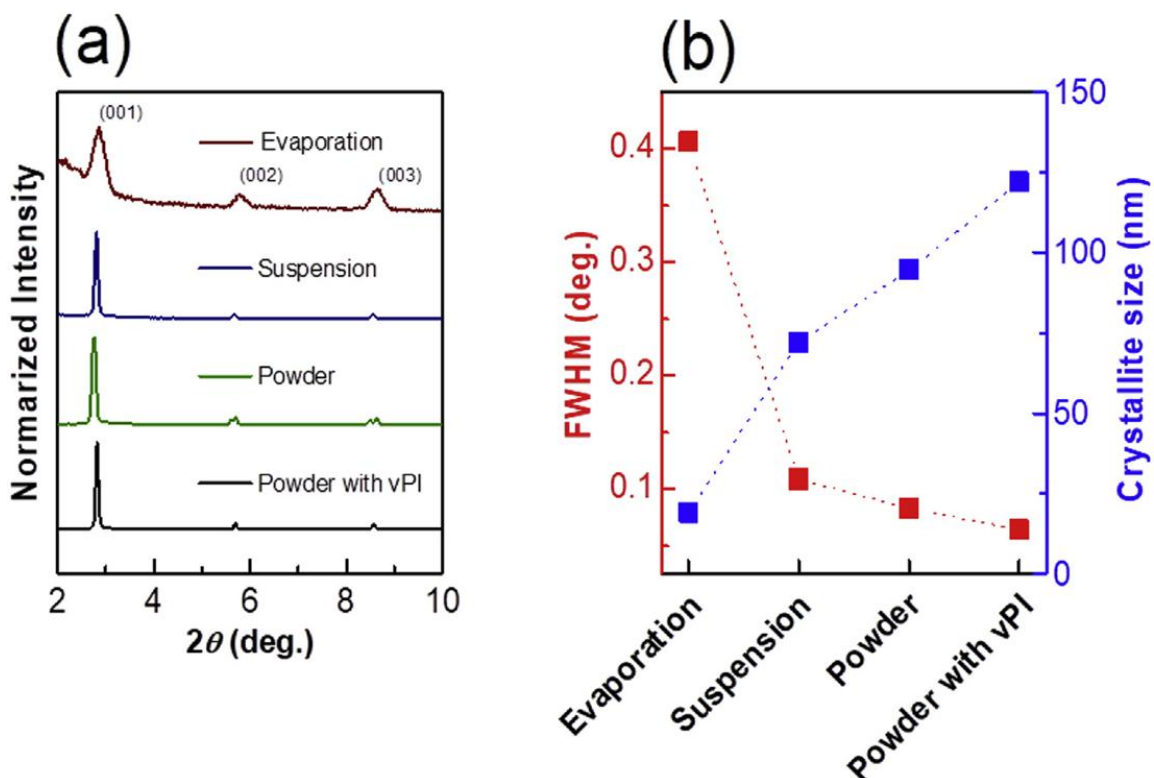 (a)
(001)
Evaporation
(002)
(003)
Suspension
Powder
Powder with vPI
Normarized Intensity
2 4 6 8 10
2θ (deg.)
(b)
0.4
0.3
0.2
0.1
FWHM (deg.)
150
100
50
0
Crystallite size (nm)
Evaporation
Suspension
Powder
Powder with vPI